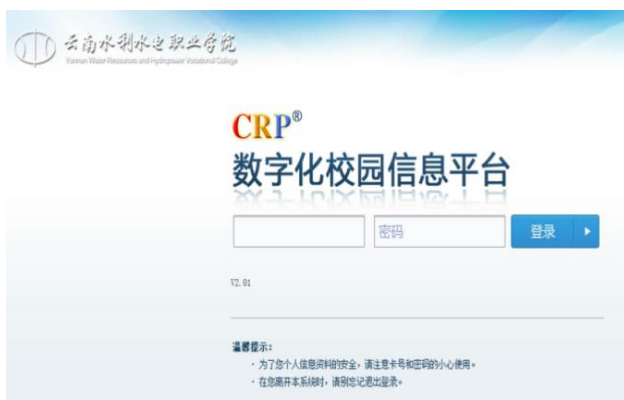 云南水利水电职业学院
Yunnan Water Resources and Hydropower Vocational College
CRP®
数字化校园信息平台
密码
登录
V2.01
温馨提示：
· 为了您个人信息资料的安全，请注意卡号和密码的小心使用。
· 在您离开本系统时，请别忘记退出登录。